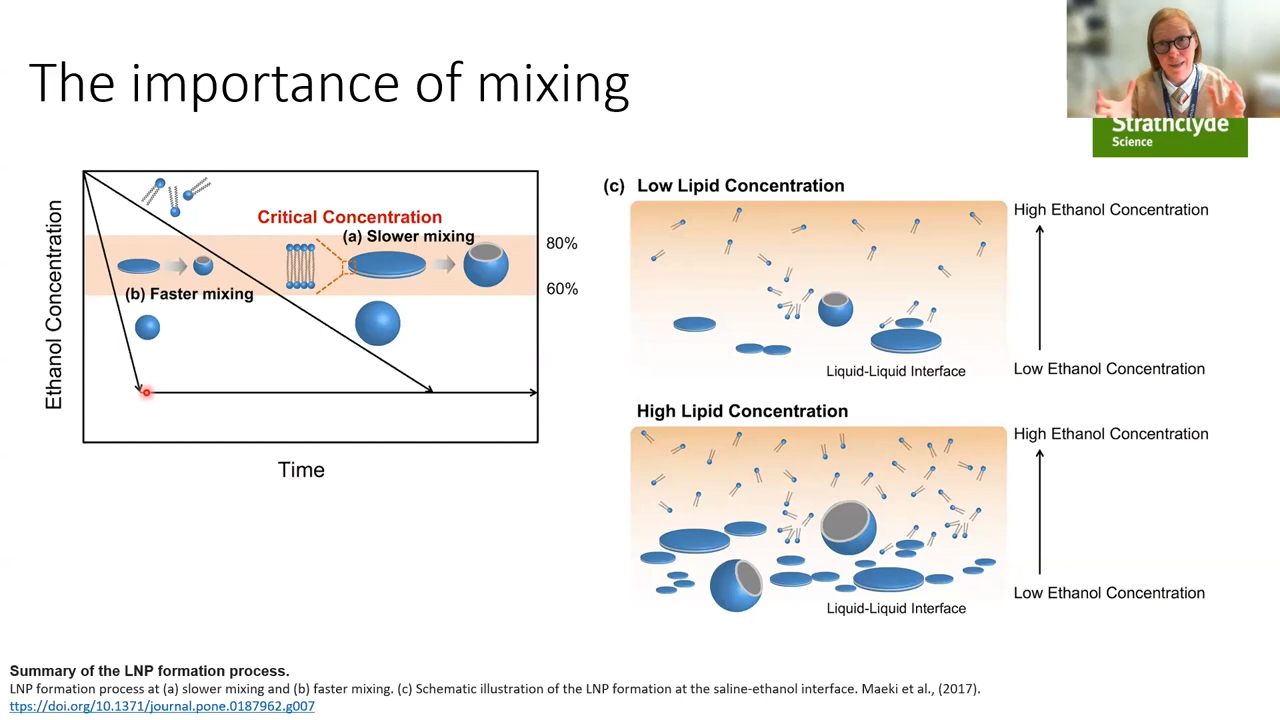 The importance of mixing
Strathclyde
Science
Ethanol Concentration
Critical Concentration
(a) Slower mixing
(b) Faster mixing
80%
60%
Time
(c) Low Lipid Concentration
High Ethanol Concentration
Liquid-Liquid Interface
Low Ethanol Concentration
High Lipid Concentration
High Ethanol Concentration
Liquid-Liquid Interface
Low Ethanol Concentration
Summary of the LNP formation process.
LNP formation process at (a) slower mixing and (b) faster mixing. (c) Schematic illustration of the LNP formation at the saline-ethanol interface. Maeki et al., (2017).
ttps://doi.org/10.1371/journal.pone.0187962.g007